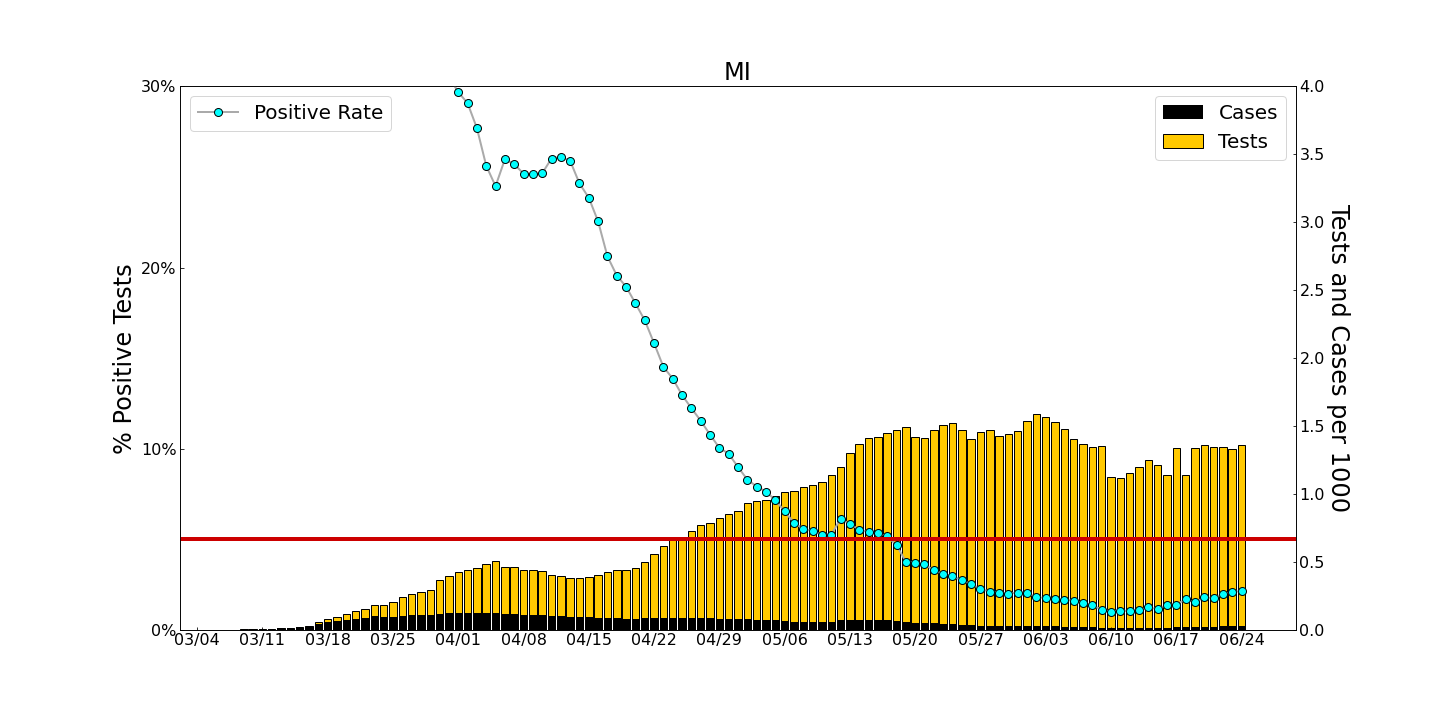 MI
Positive Rate
Cases
Tests
% Positive Tests
30%
20%
10%
0%
Tests and Cases per 1000
4.0
3.5
3.0
2.5
2.0
1.5
1.0
0.5
0.0
03/04 03/11 03/18 03/25 04/01 04/08 04/15 04/22 04/29 05/06 05/13 05/20 05/27 06/03 06/10 06/17 06/24